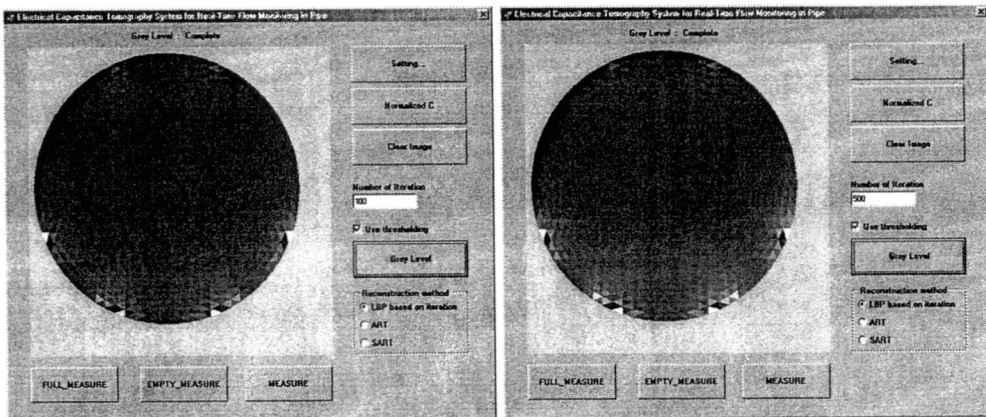 Electrical Capacitance Tomography System for Real-Time Flow Monitoring in Pipe
Grey Level : Complete
Setting...
Normalized C
Clear Image
Number of Iteration
100
Use thresholding
Grey Level
Reconstruction method
LBP based on iteration
ART
SART
FULL_MEASURE
EMPTY_MEASURE
MEASURE
Electrical Capacitance Tomography System for Real-Time Flow Monitoring in Pipe
Grey Level : Complete
Setting...
Normalized C
Clear Image
Number of Iteration
500
Use thresholding
Grey Level
Reconstruction method
LBP based on iteration
ART
SART
FULL_MEASURE
EMPTY_MEASURE
MEASURE